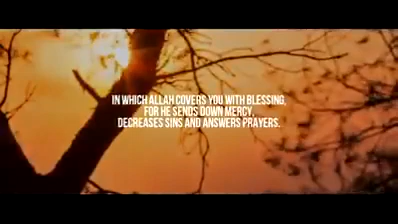 IN WHICH ALLAH COVERS YOU WITH BLESSING,
FOR HE SENDS DOWN MERCY,
DECREASES SINS AND ANSWERS PRAYERS.